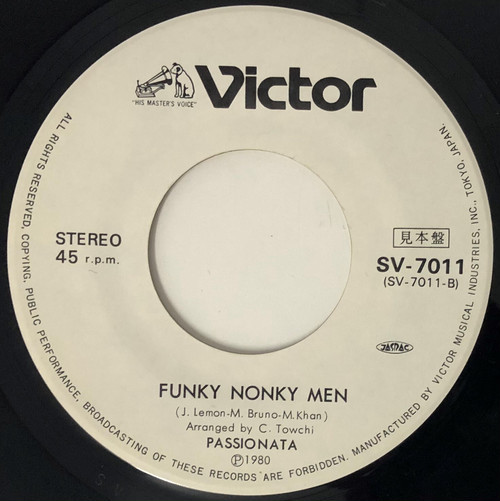 Victor
"HIS MASTER'S VOICE"
STEREO
45 r.p.m.
見本盤
SV-7011
(SV-7011-B)
JASRAC
FUNKY NONKY MEN
(J. Lemon-M. Bruno-M.Khan)
Arranged by C. Towchi
PASSIONATA
Ⓟ1980
ALL RIGHTS RESERVED. COPYING, PUBLIC PERFORMANCE, BROADCASTING OF THESE RECORDS ARE FORBIDDEN. MANUFACTURED BY VICTOR MUSICAL INDUSTRIES, INC., TOKYO, JAPAN.